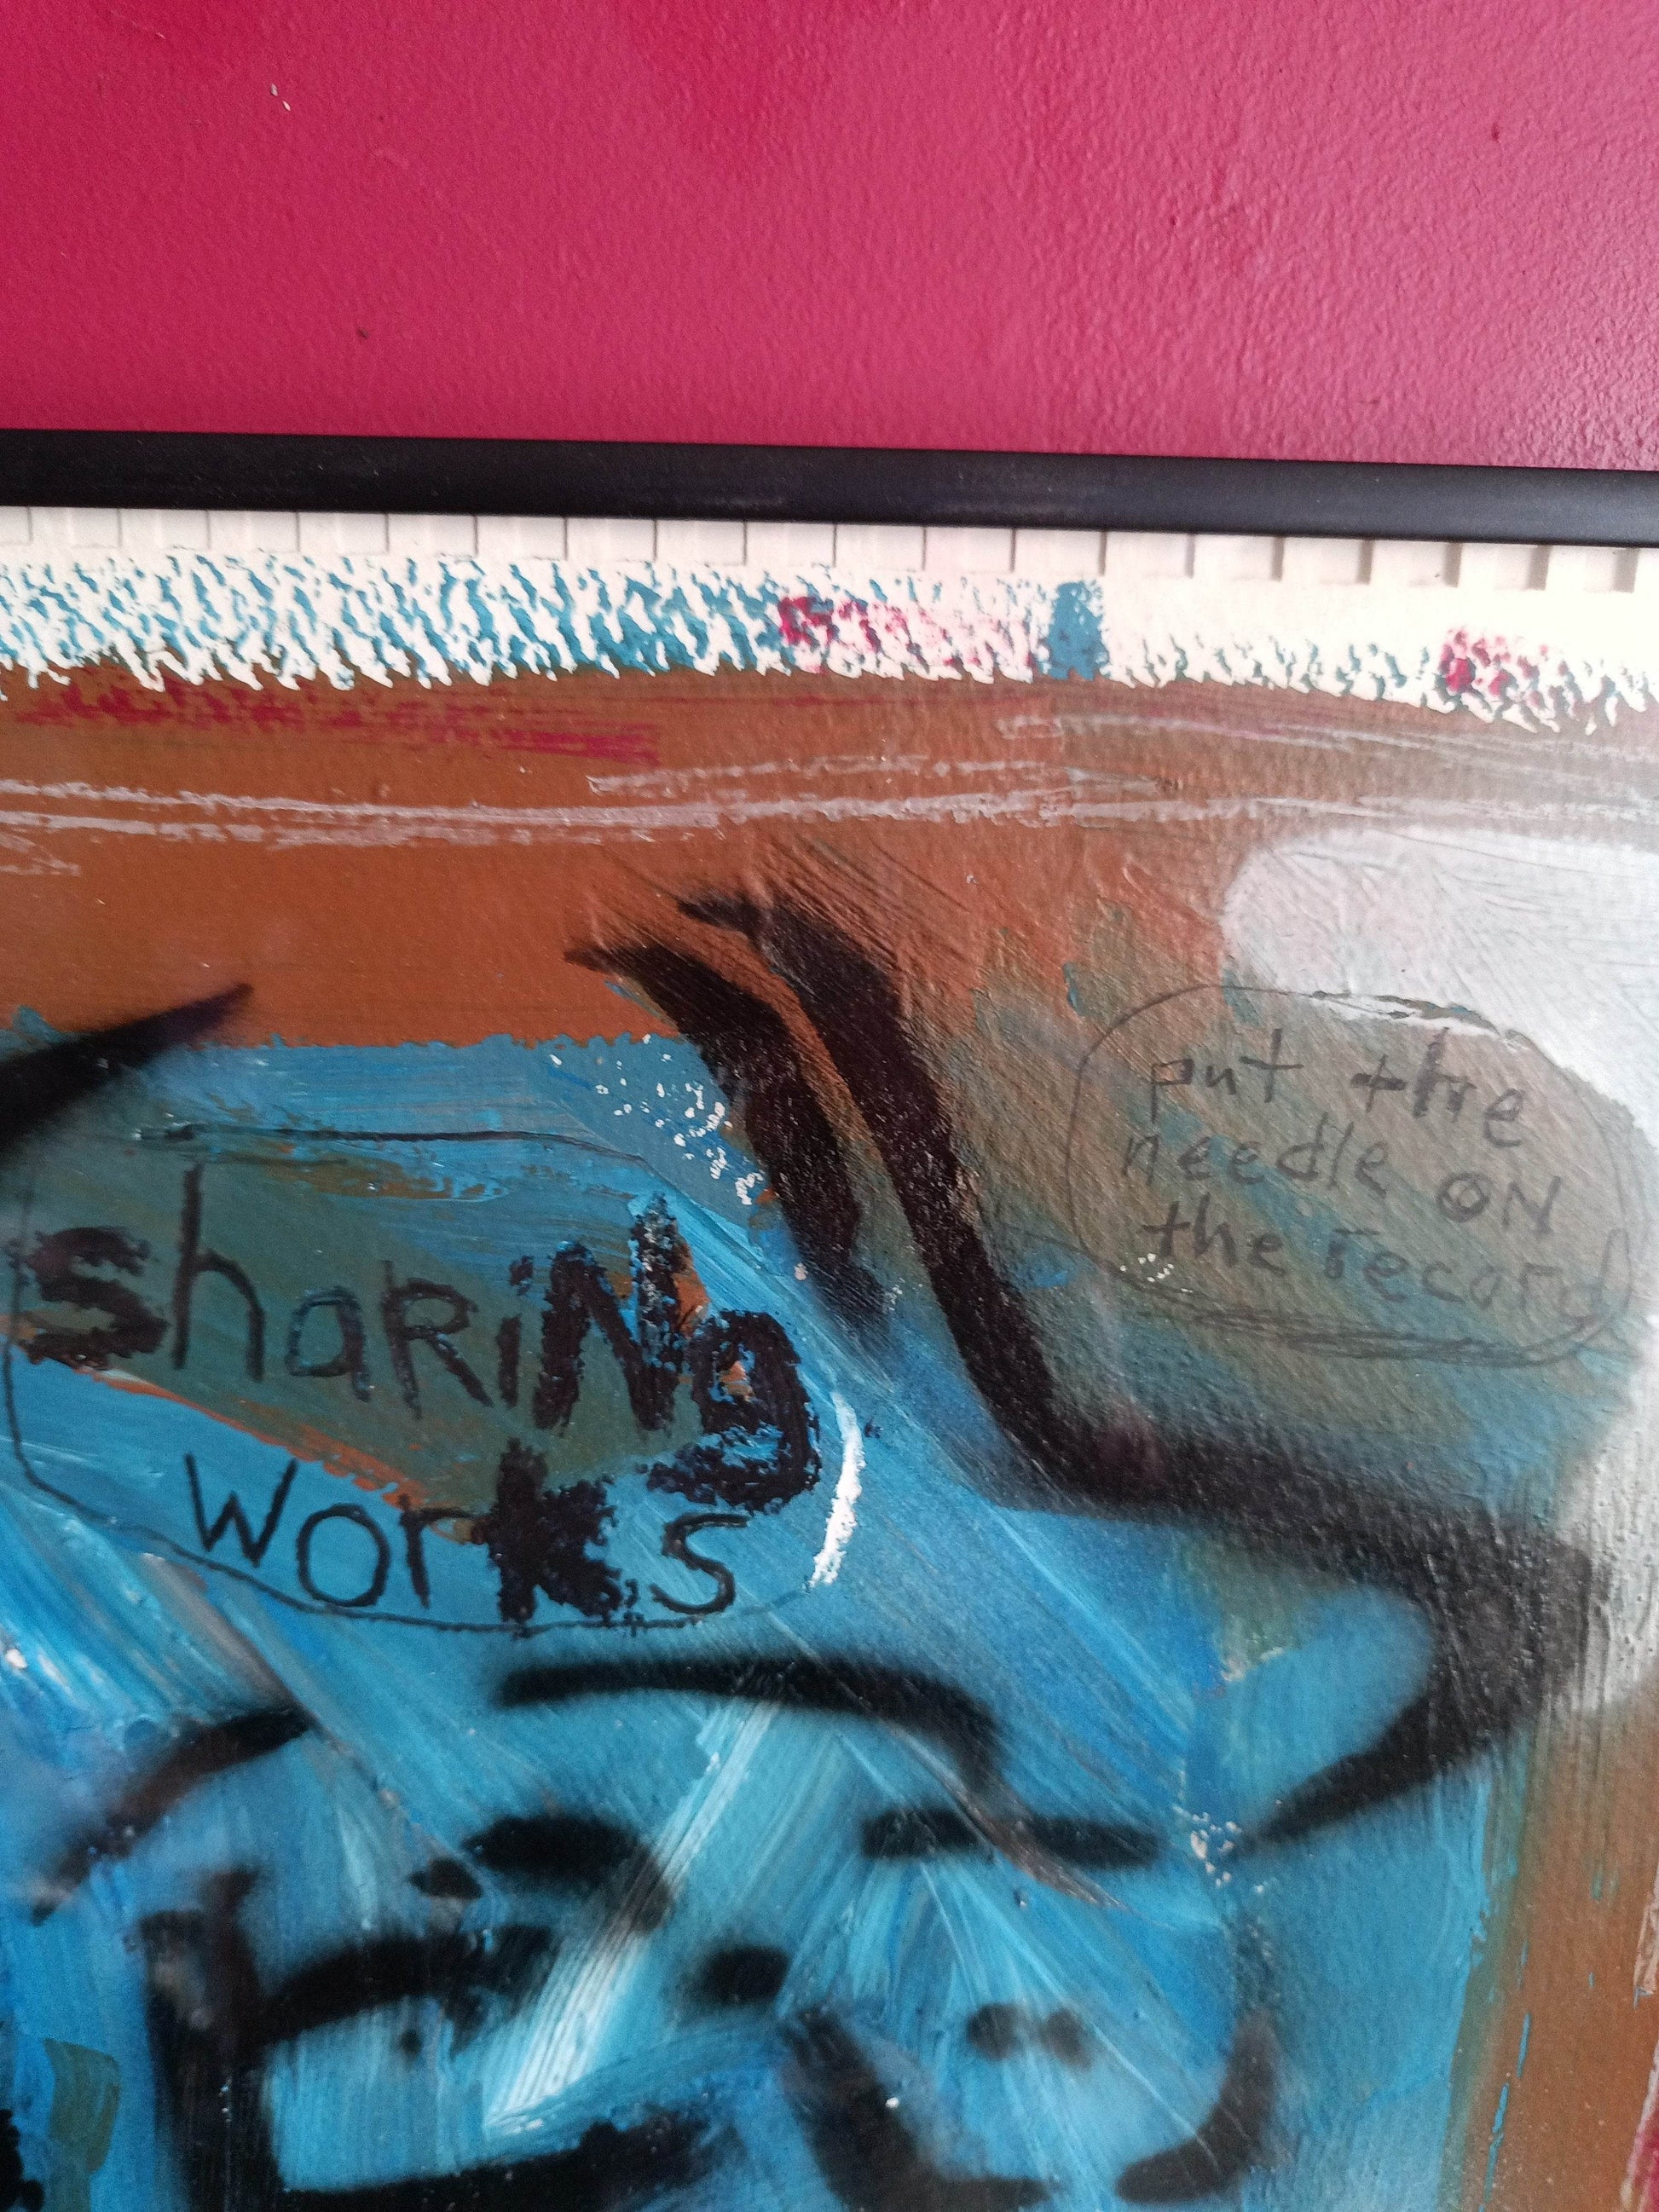 sharing
works
put the
needle ON
the record